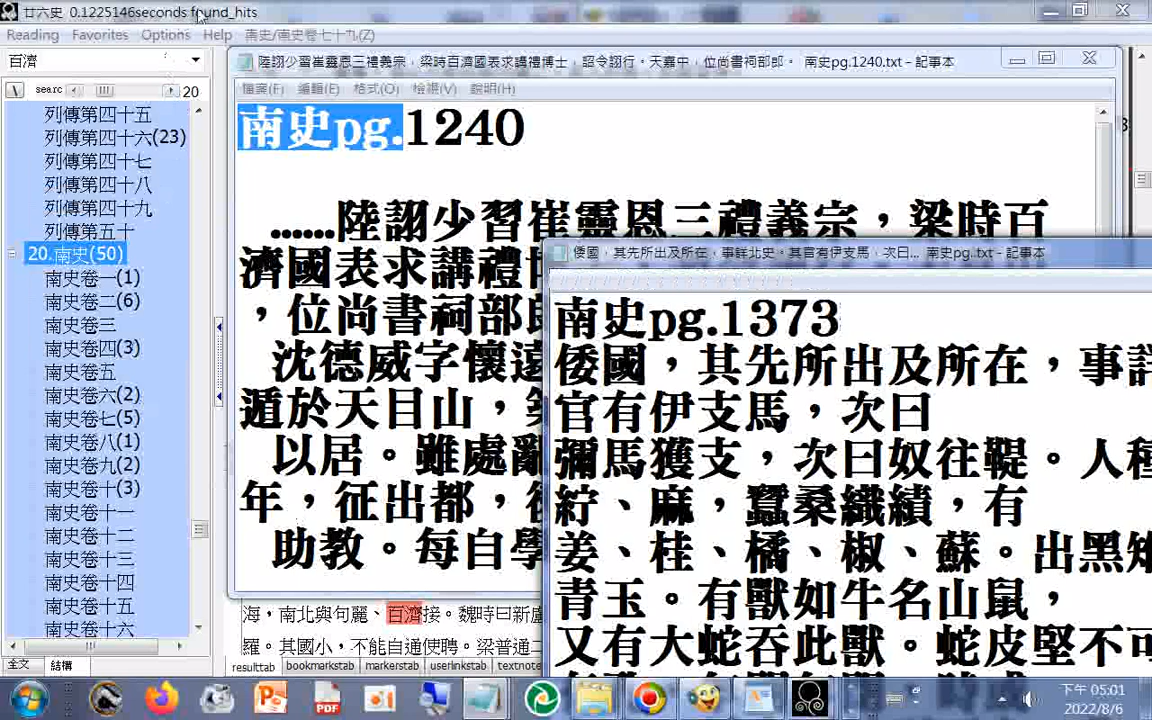 廿六史 0.1225146seconds found_hits
Reading Favorites Options Help 南史/南史卷七十九(Z)
百濟
searc 20
列傳第四十五
列傳第四十六(23)
列傳第四十七
列傳第四十八
列傳第四十九
列傳第五十
20.南史(50)
南史卷一(1)
南史卷二(6)
南史卷三
南史卷四(3)
南史卷五
南史卷六(2)
南史卷七(5)
南史卷八(1)
南史卷九(2)
南史卷十(3)
南史卷十一
南史卷十二
南史卷十三
南史卷十四
南史卷十五
南史卷十六
全文 結構
陸詡少習崔靈恩三禮義宗,梁時百濟國表求講禮博士,詔令詡行。天嘉中,位尚書祠部郎。 南史pg.1240.txt - 記事本
檔案(F) 編輯(E) 格式(O) 檢視(V) 說明(H)
南史pg.1240
......陸詡少習崔靈恩三禮義宗,梁時百
濟國表求講禮
,位尚書祠部
沈德威字懷遠
遁於天目山,
以居。雖處亂
年,征出都,
助教。每自學
倭國,其先所出及所在,事詳北史。其官有伊支馬,次曰... 南史pg..txt - 記事本
南史pg.1373
倭國,其先所出及所在,事詳
官有伊支馬,次曰
彌馬獲支,次曰奴往鞮。人種
紵、麻,蠶桑織績,有
姜、桂、橘、椒、蘇。出黑雉
青玉。有獸如牛名山鼠,
又有大蛇吞此獸。蛇皮堅不可
海,南北與句麗、百濟接。魏時曰新盧
羅。其國小,不能自通使聘。梁普通二
resulttab bookmarkstab markerstab userlinkstab textnote
下午 05:01
2022/8/6